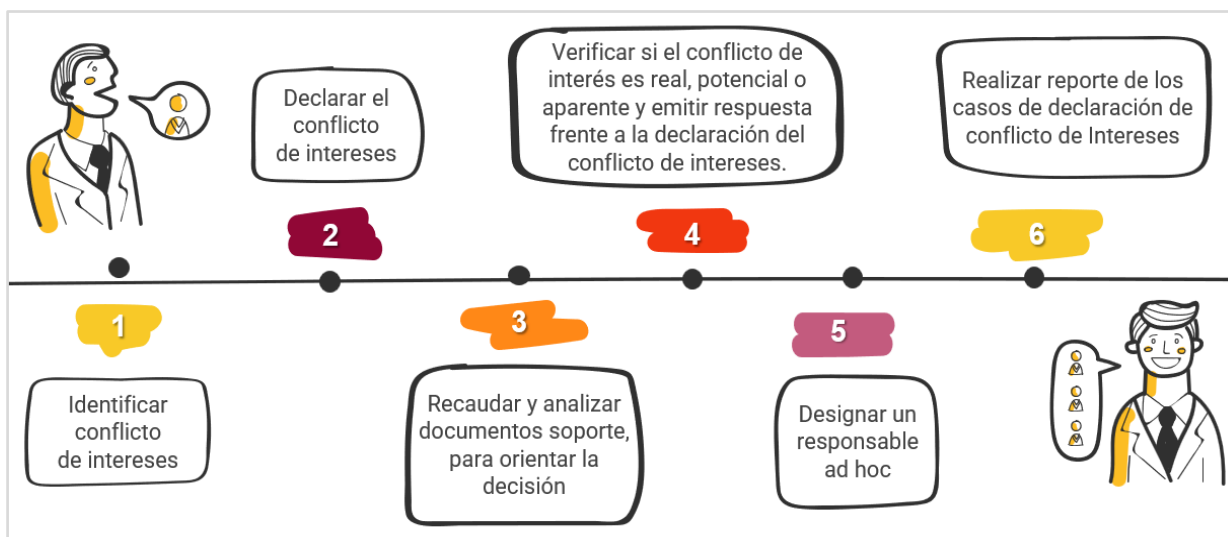 1
Identificar
conflicto
de intereses
Declarar el
conflicto
de intereses
2
3
Recaudar y analizar
documentos soporte,
para orientar la
decisión
Verificar si el conflicto de
interés es real, potencial o
aparente y emitir respuesta
frente a la declaración del
conflicto de intereses.
4
5
Designar un
responsable
ad hoc
Realizar reporte de los
casos de declaración de
conflicto de Intereses
6